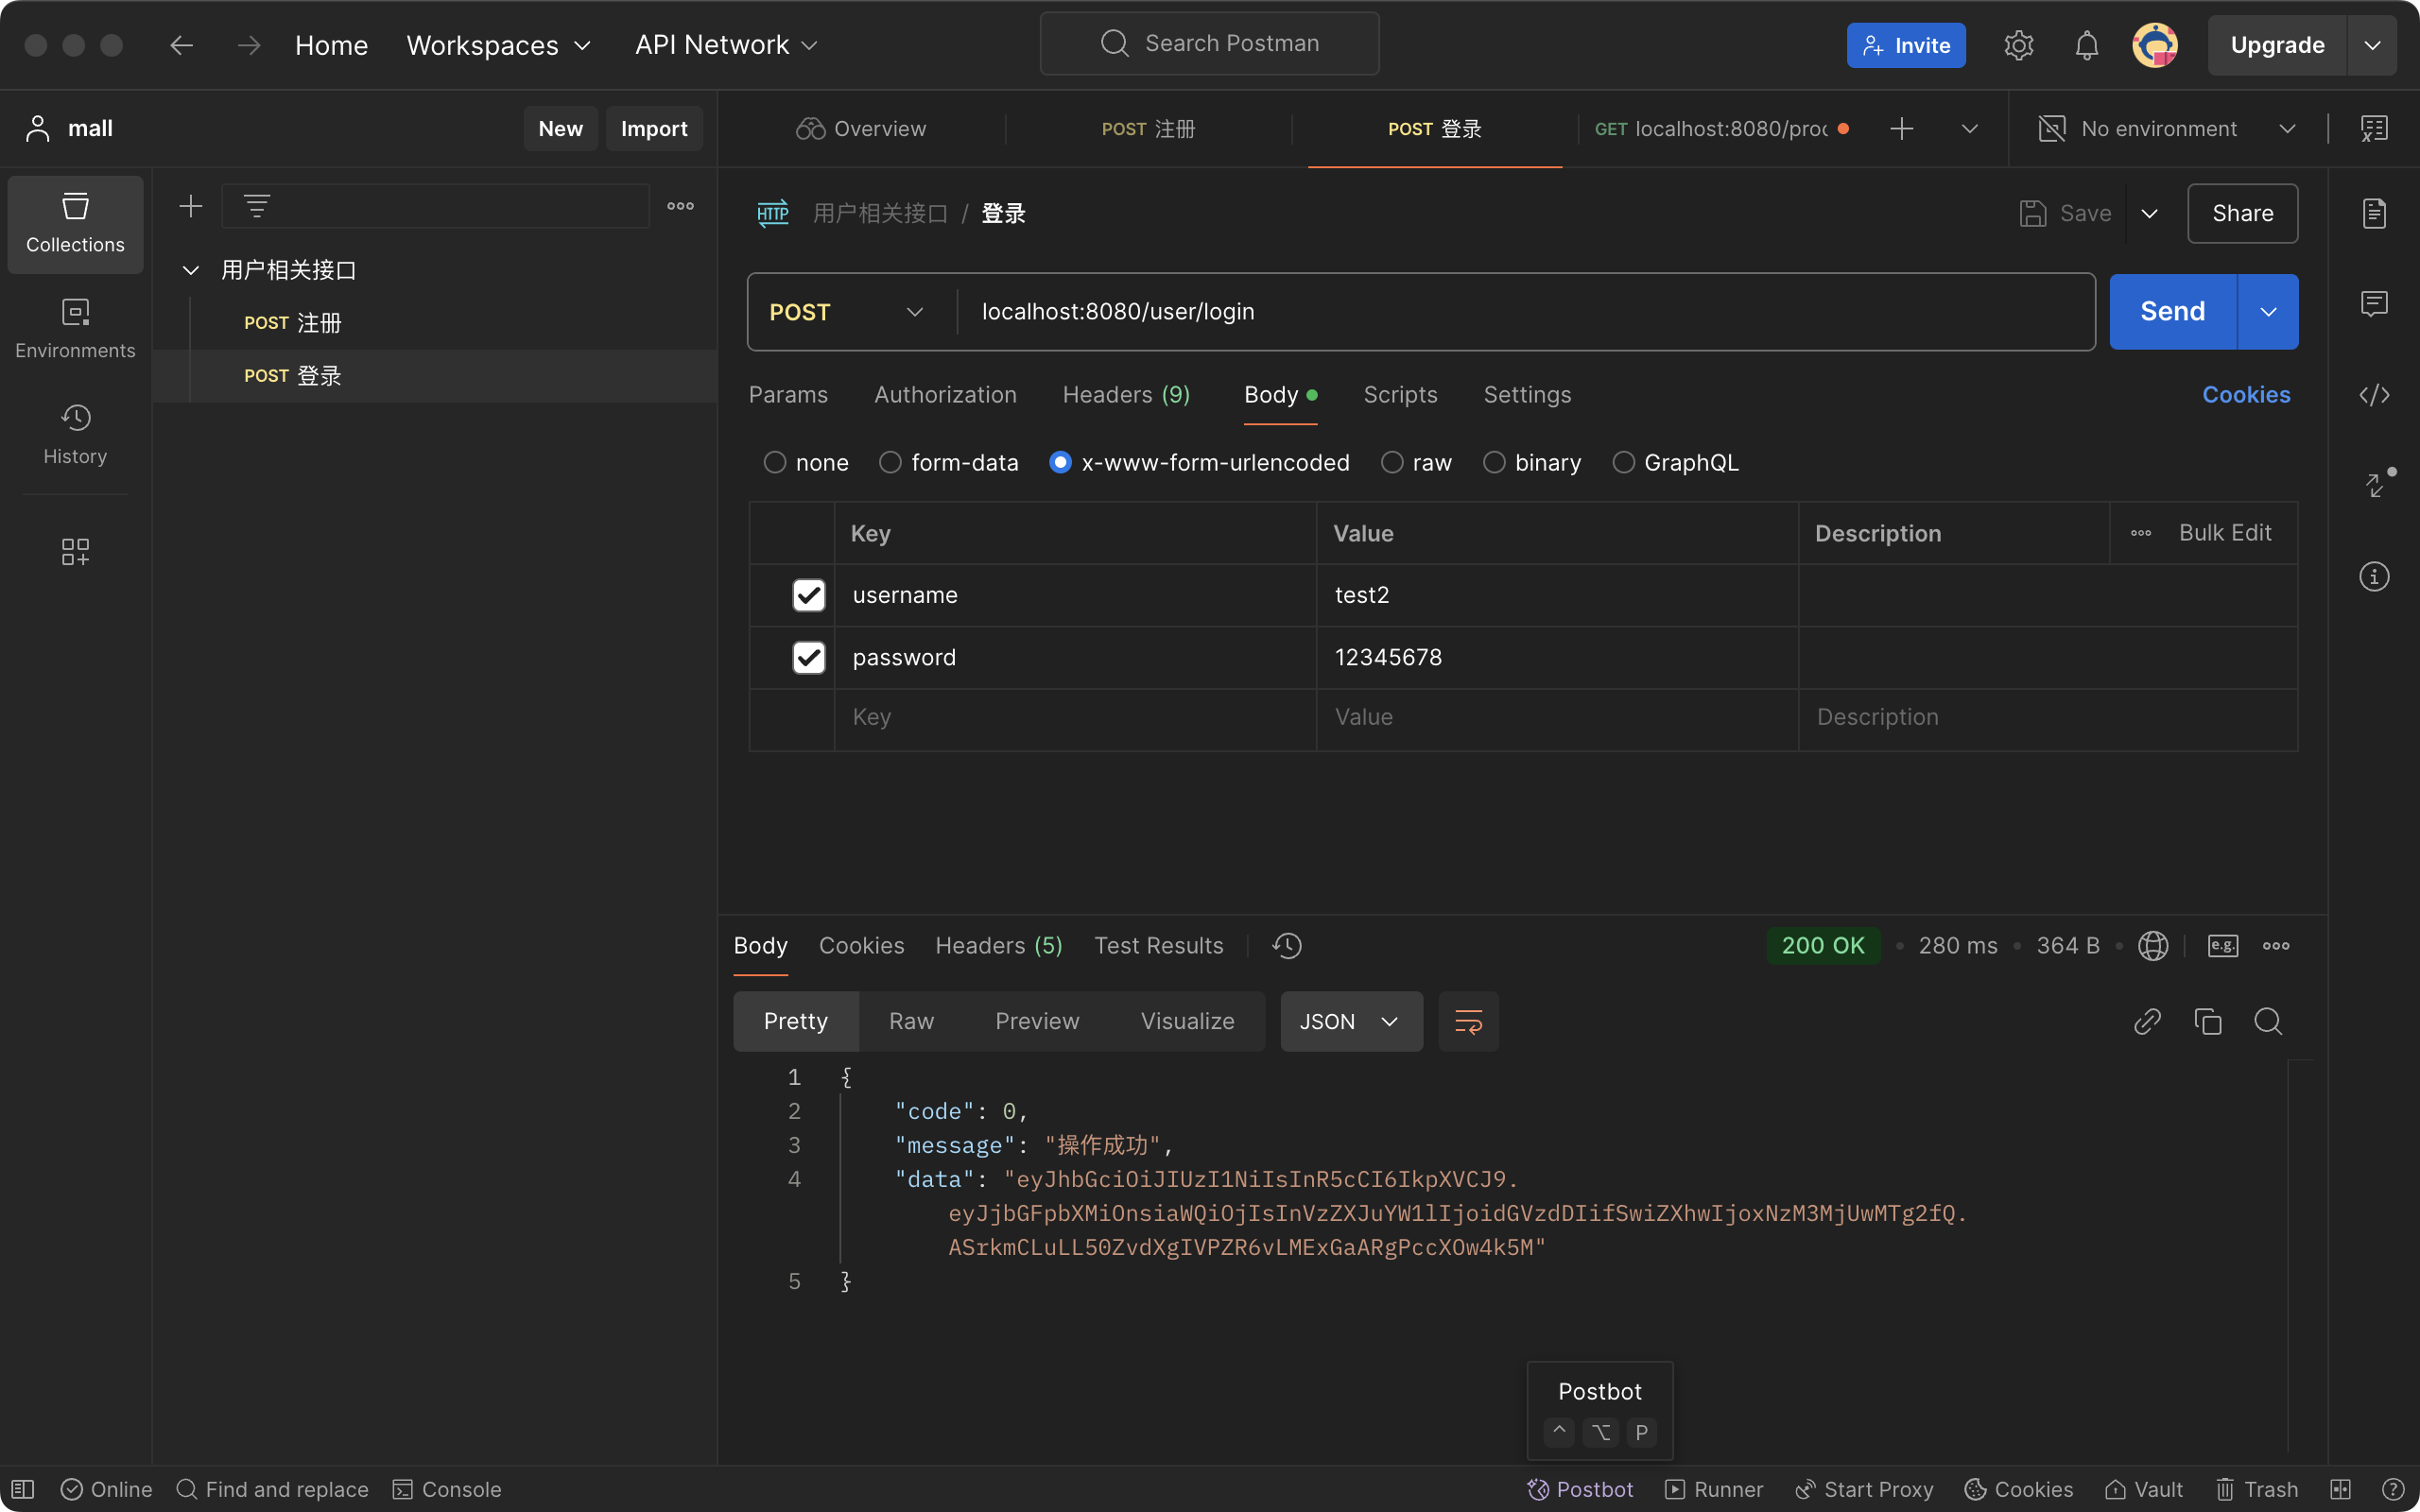 Home Workspaces API Network Search Postman Invite Upgrade
mall New Import Overview POST 注册 POST 登录 GET localhost:8080/proc No environment
Collections
Environments
History
用户相关接口
POST 注册
POST 登录
HTTP 用户相关接口 / 登录 Save Share
POST localhost:8080/user/login Send
Params Authorization Headers (9) Body Scripts Settings Cookies
none form-data x-www-form-urlencoded raw binary GraphQL
Key Value Description Bulk Edit
username test2
password 12345678
Key Value Description
Body Cookies Headers (5) Test Results 200 OK 280 ms 364 B e.g.
Pretty Raw Preview Visualize JSON
1 {
2 "code": 0,
3 "message": "操作成功",
4 "data": "eyJhbGciOiJIUzI1NiIsInR5cCI6IkpXVCJ9.
eyJjbGFpbXMiOnsiaWQiOjIsInVzZXJuYW1lIjoidGVzdDIifSwiZXhwIjoxNzM3MjUwMTg2fQ.
ASrkmCLuLL50ZvdXgIVPZR6vLMExGaARgPccXOw4k5M"
5 }
Postbot
^ ⌥ P
Online Find and replace Console Postbot Runner Start Proxy Cookies Vault Trash